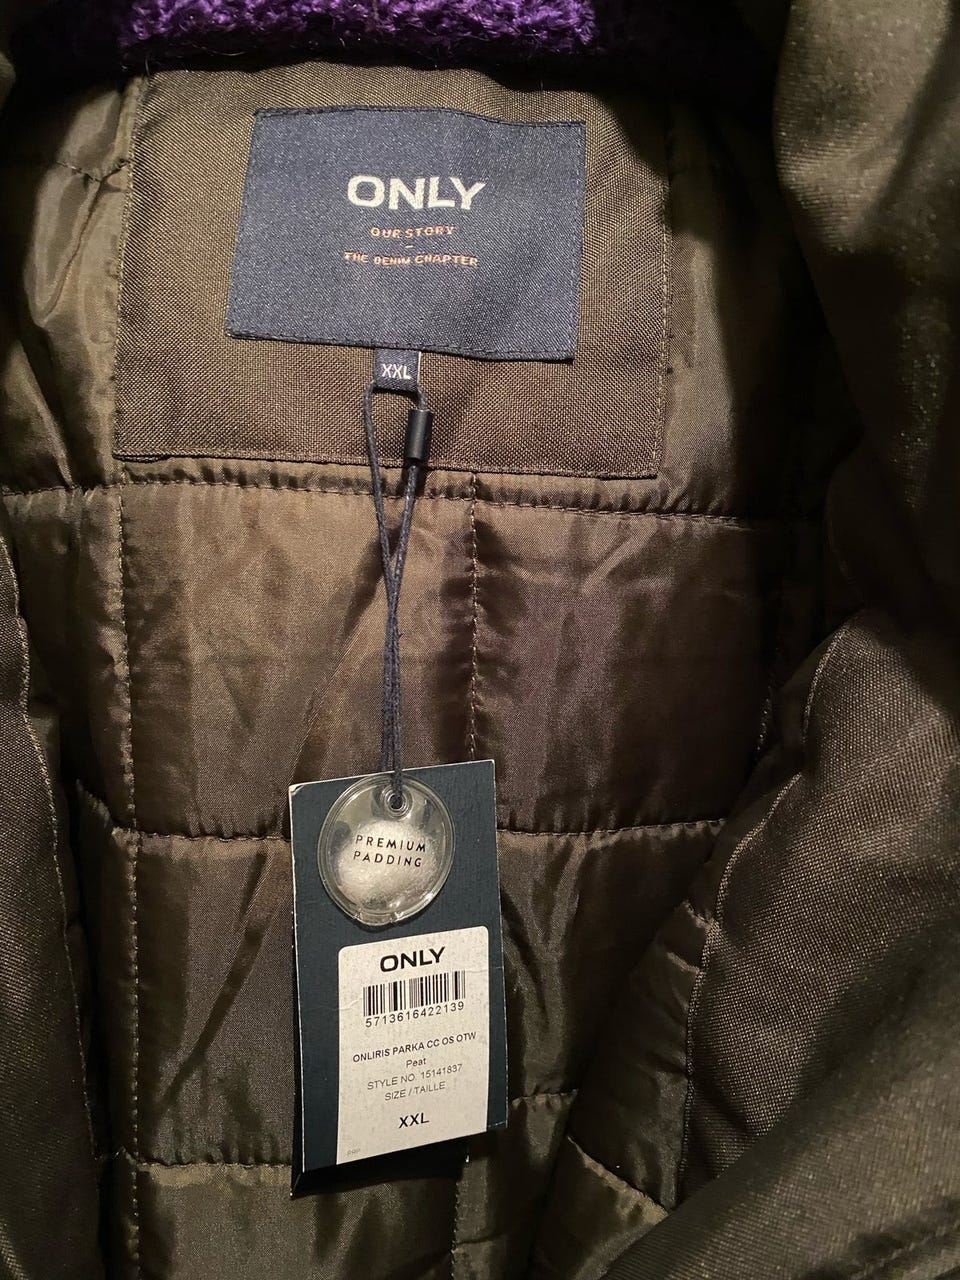 ONLY
OUR STORY
–
THE DENIM CHAPTER
XXL
PREMIUM
PADDING
ONLY
5713616422139
ONLIRIS PARKA CC OS OTW
Peat
STYLE NO. 15141837
SIZE / TAILLE
XXL
RRP